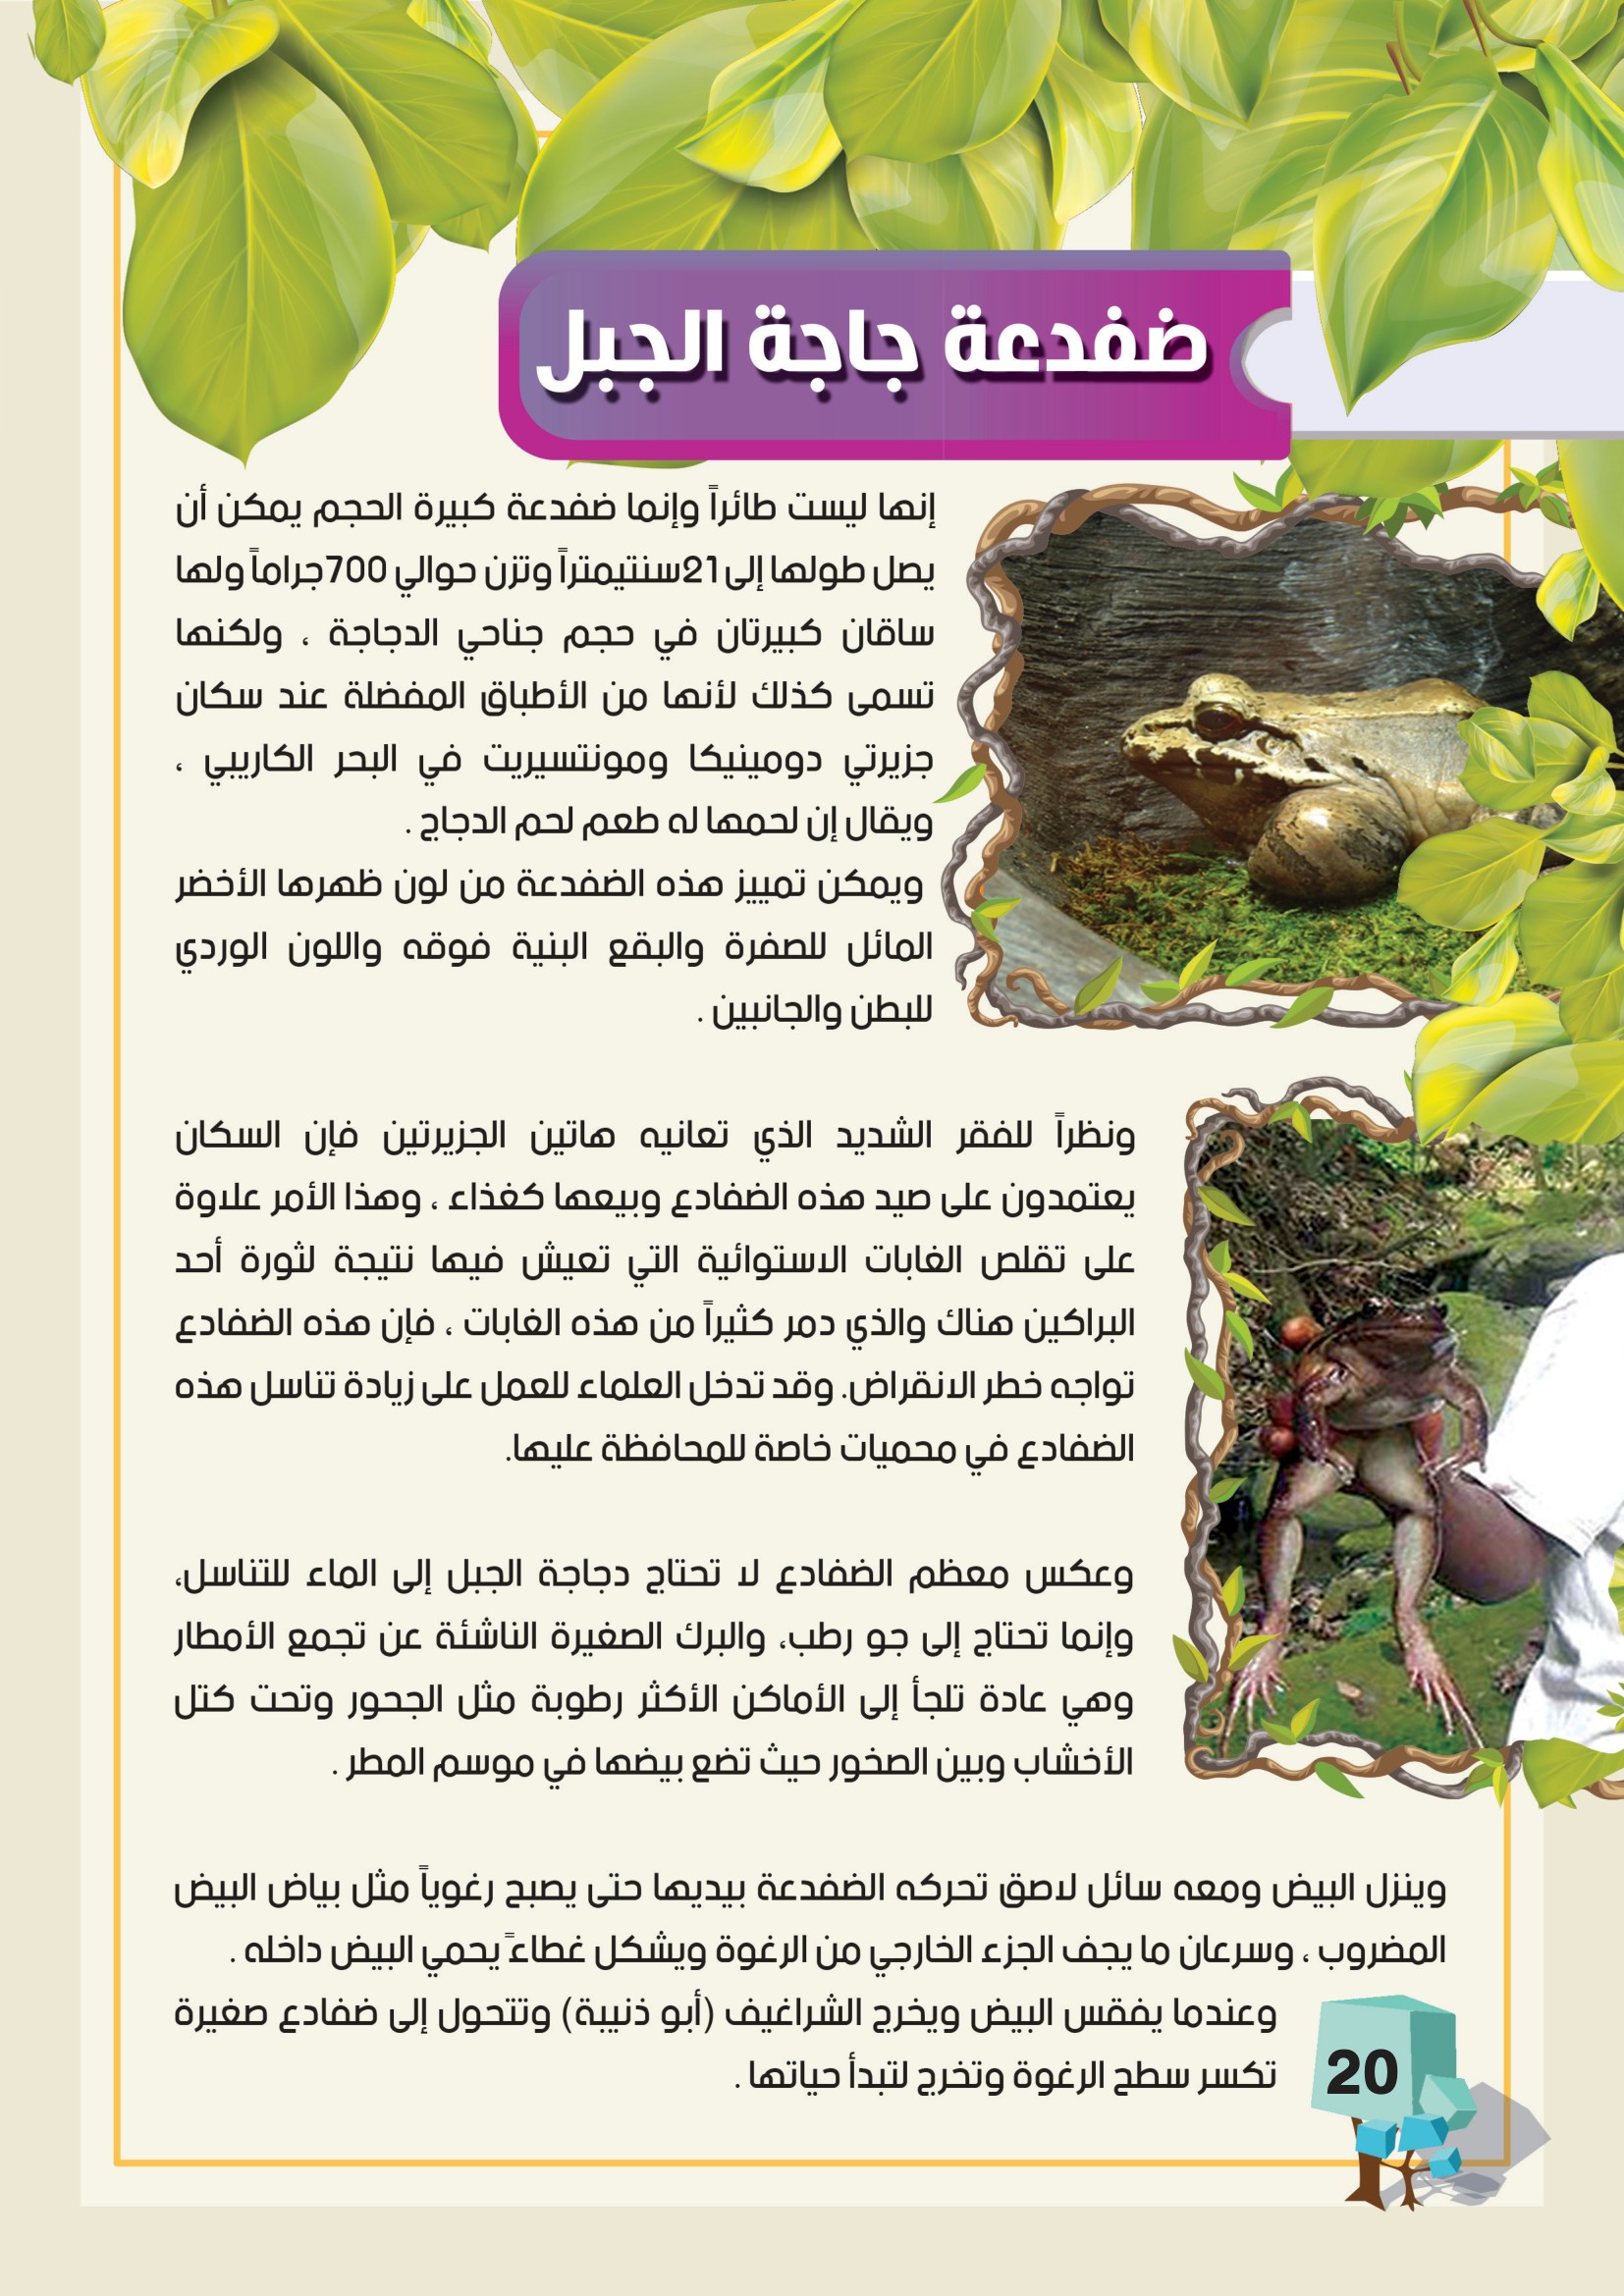 ضفدعة جاجة الجبل
إنها ليست طائراً وإنما ضفدعة كبيرة الحجم يمكن أن
يصل طولها إلى 21سنتيمتراً وتزن حوالي 700جراماً ولها
ساقان كبيرتان في حجم جناحي الدجاجة ، ولكنها
تسمى كذلك لأنها من الأطباق المفضلة عند سكان
جزيرتي دومينيكا ومونتسيريت في البحر الكاريبي ،
ويقال إن لحمها له طعم لحم الدجاج .
ويمكن تمييز هذه الضفدعة من لون ظهرها الأخضر
المائل للصفرة والبقع البنية فوقه واللون الوردي
للبطن والجانبين .
ونظراً للفقر الشديد الذي تعانيه هاتين الجزيرتين فإن السكان
يعتمدون على صيد هذه الضفادع وبيعها كغذاء ، وهذا الأمر علاوة
على تقلص الغابات الاستوائية التي تعيش فيها نتيجة لثورة أحد
البراكين هناك والذي دمر كثيراً من هذه الغابات ، فإن هذه الضفادع
تواجه خطر الانقراض. وقد تدخل العلماء للعمل على زيادة تناسل هذه
الضفادع في محميات خاصة للمحافظة عليها.
وعكس معظم الضفادع لا تحتاج دجاجة الجبل إلى الماء للتناسل،
وإنما تحتاج إلى جو رطب، والبرك الصغيرة الناشئة عن تجمع الأمطار
وهي عادة تلجأ إلى الأماكن الأكثر رطوبة مثل الجحور وتحت كتل
الأخشاب وبين الصخور حيث تضع بيضها في موسم المطر .
وينزل البيض ومعه سائل لاصق تحركه الضفدعة بيديها حتى يصبح رغوياً مثل بياض البيض
المضروب ، وسرعان ما يجف الجزء الخارجي من الرغوة ويشكل غطاءً يحمي البيض داخله .
وعندما يفقس البيض ويخرج الشراغيف (أبو ذنيبة) وتتحول إلى ضفادع صغيرة
تكسر سطح الرغوة وتخرج لتبدأ حياتها .
20